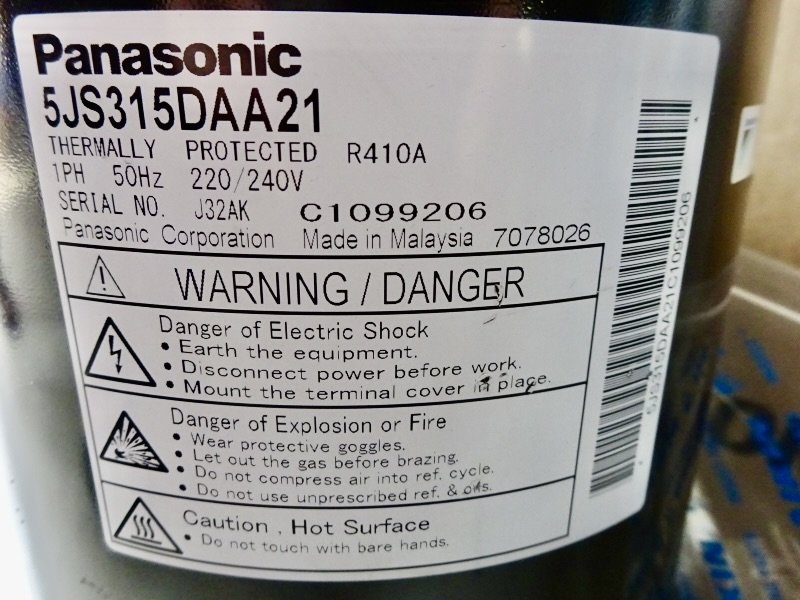 Panasonic
5JS315DAA21
THERMALLY PROTECTED R410A
1PH 50Hz 220/240V
SERIAL NO. J32AK C1099206
Panasonic Corporation Made in Malaysia 7078026
WARNING / DANGER
Danger of Electric Shock
• Earth the equipment.
• Disconnect power before work.
• Mount the terminal cover in place.
Danger of Explosion or Fire
• Wear protective goggles.
• Let out the gas before brazing.
• Do not compress air into ref. cycle.
• Do not use unprescribed ref. & oils.
Caution , Hot Surface
• Do not touch with bare hands.
5JS315DAA21C1099206